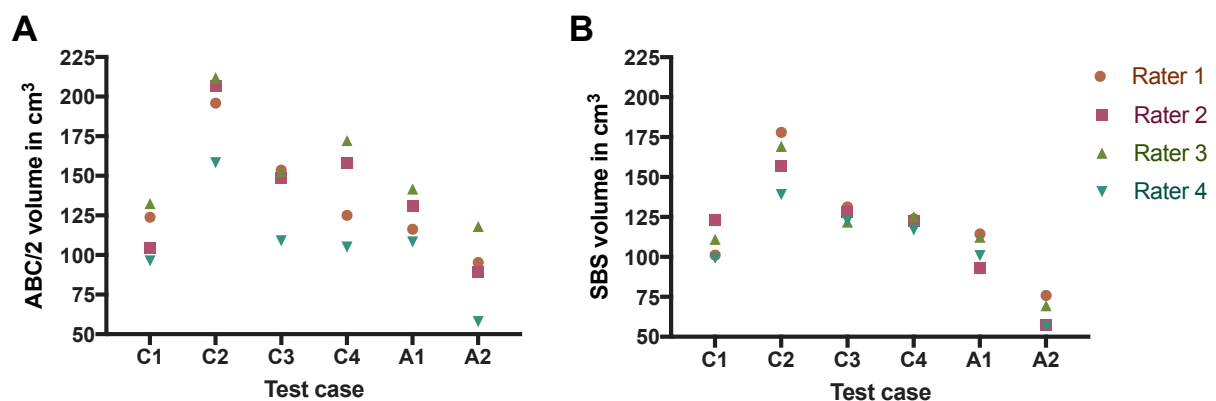 A
ABC/2 volume in cm³
225
200
175
150
125
100
75
50
C1 C2 C3 C4 A1 A2
Test case
B
SBS volume in cm³
225
200
175
150
125
100
75
50
C1 C2 C3 C4 A1 A2
Test case
Rater 1
Rater 2
Rater 3
Rater 4